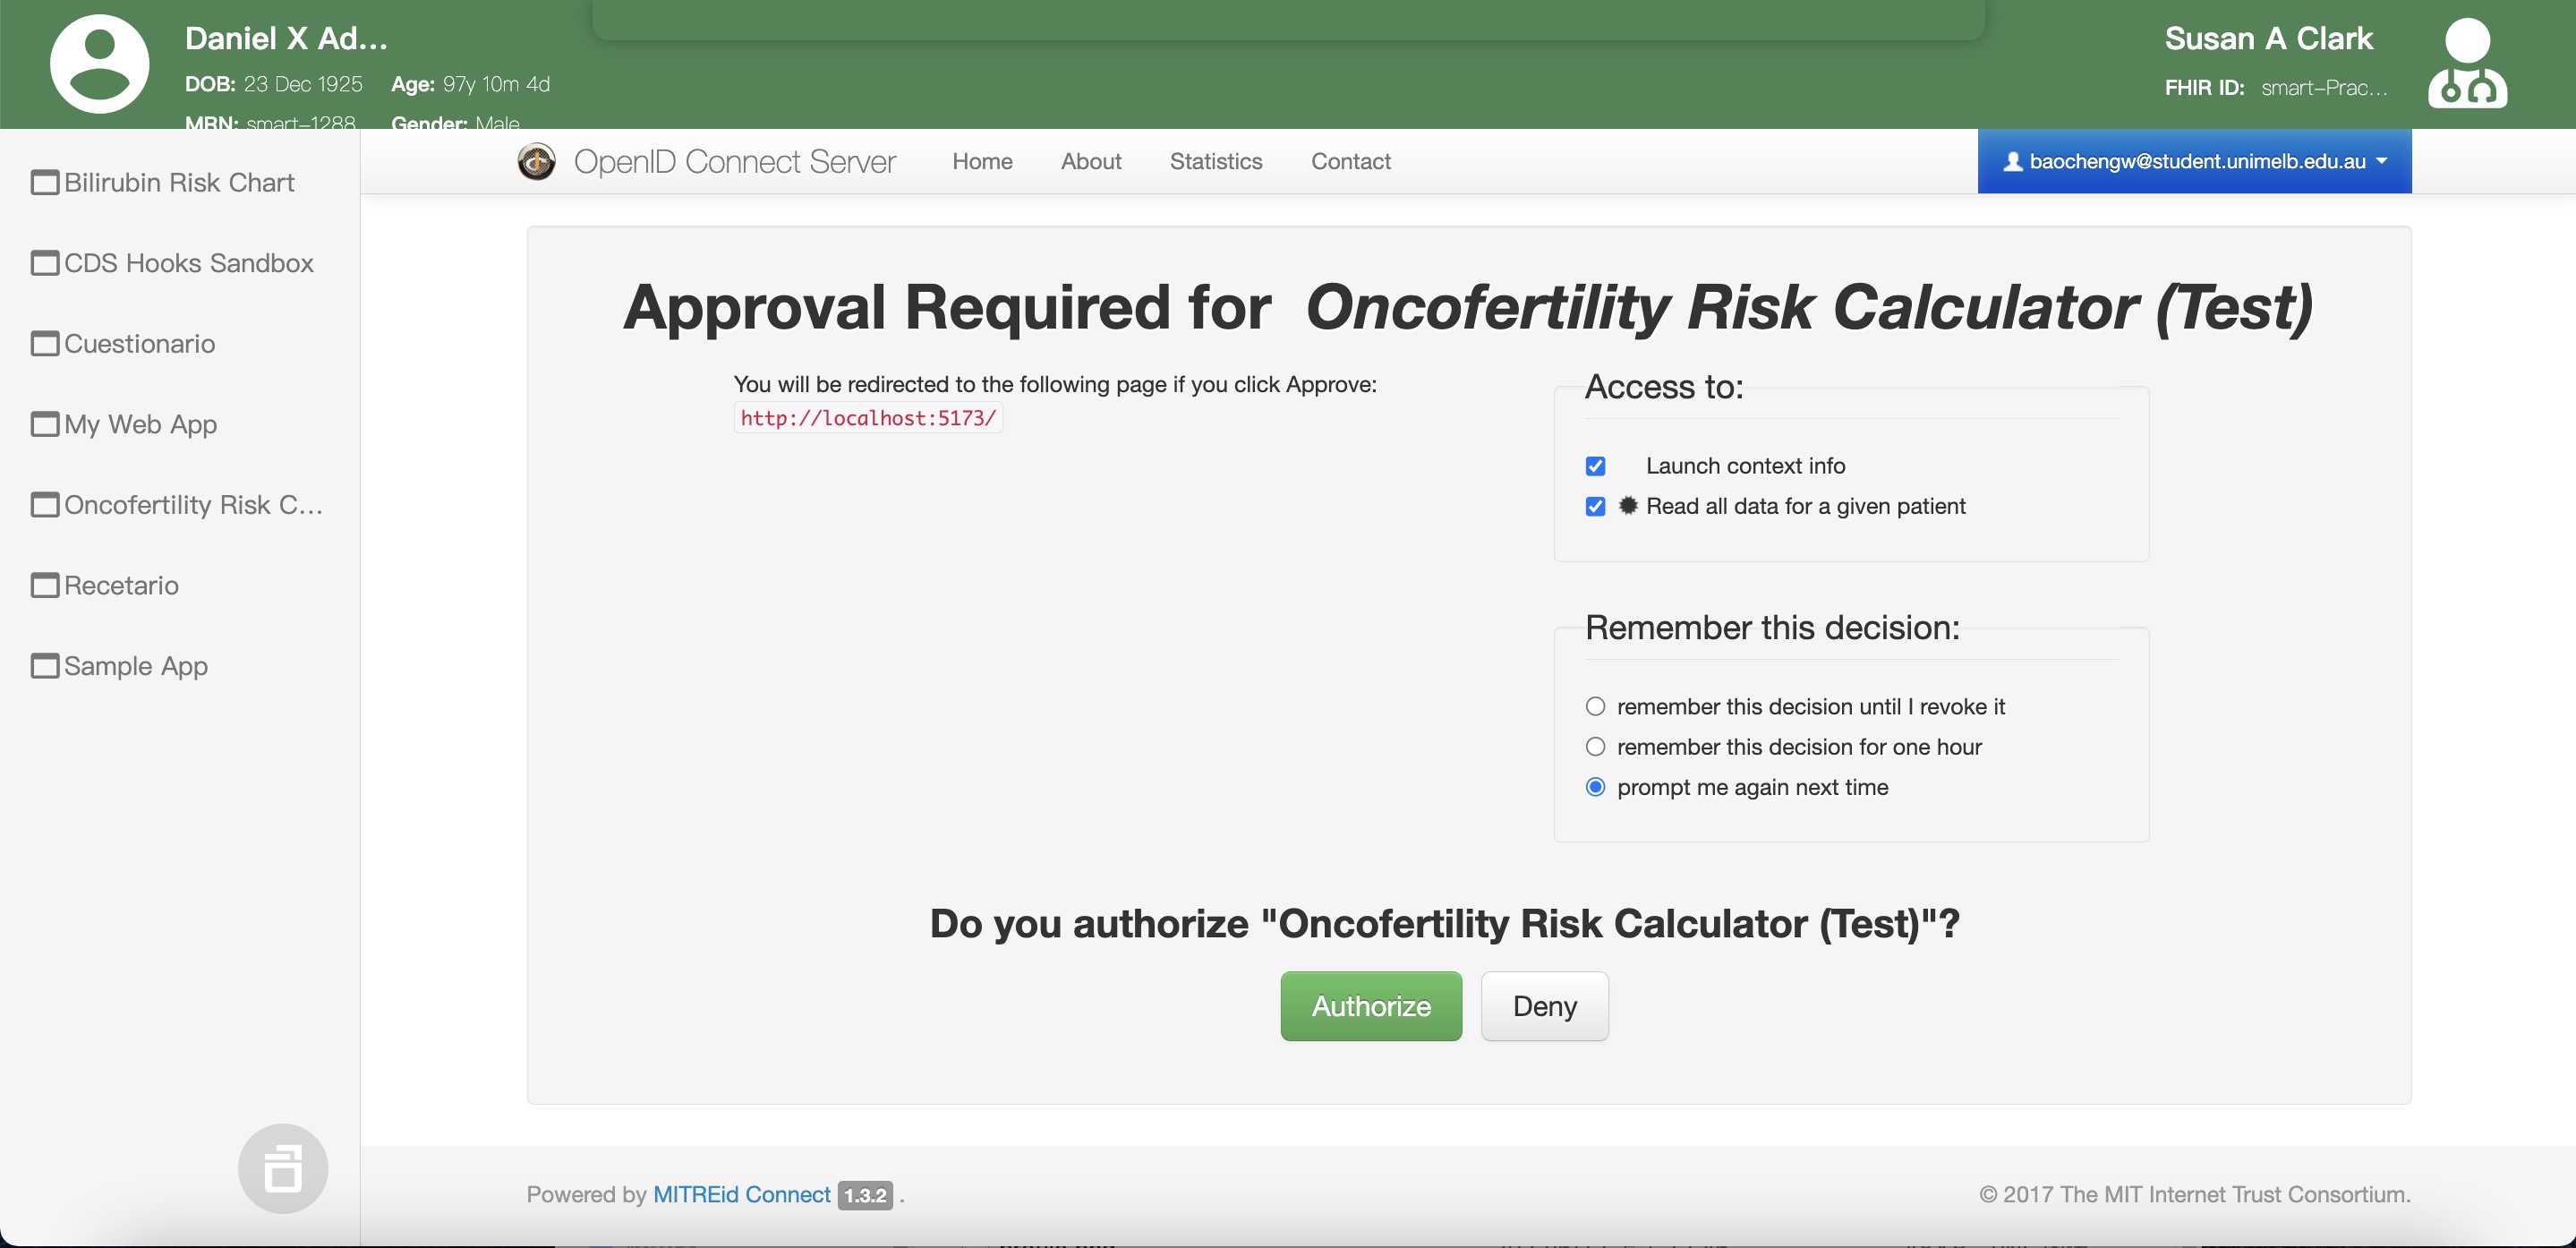 Daniel X Ad...
DOB: 23 Dec 1925 Age: 97y 10m 4d
MRN: smart-1288 Gender: Male
Susan A Clark
FHIR ID: smart-Prac...
Bilirubin Risk Chart
CDS Hooks Sandbox
Cuestionario
My Web App
Oncofertility Risk C...
Recetario
Sample App
OpenID Connect Server Home About Statistics Contact baochengw@student.unimelb.edu.au
Approval Required for Oncofertility Risk Calculator (Test)
You will be redirected to the following page if you click Approve:
http://localhost:5173/
Access to:
Launch context info
Read all data for a given patient
Remember this decision:
remember this decision until I revoke it
remember this decision for one hour
prompt me again next time
Do you authorize "Oncofertility Risk Calculator (Test)"?
Authorize Deny
Powered by MITREid Connect 1.3.2 .
© 2017 The MIT Internet Trust Consortium.